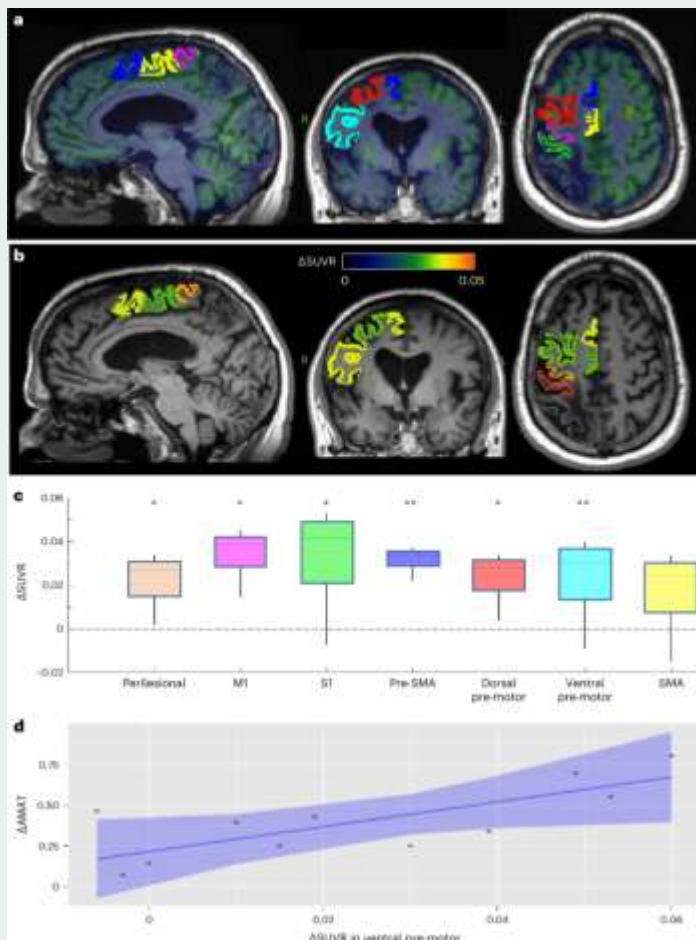 a
R
L
b
ΔSUVR
0
0.05
R
c
0.06
0.04
0.02
0
-0.02
ΔSUVR
*
*
*
**
*
**
Perilesional
M1
S1
Pre-SMA
Dorsal
pre-motor
Ventral
pre-motor
SMA
d
0.75
0.50
0.25
0
ΔAMAT
0
0.02
0.04
0.06
ΔSUVR in ventral pre-motor